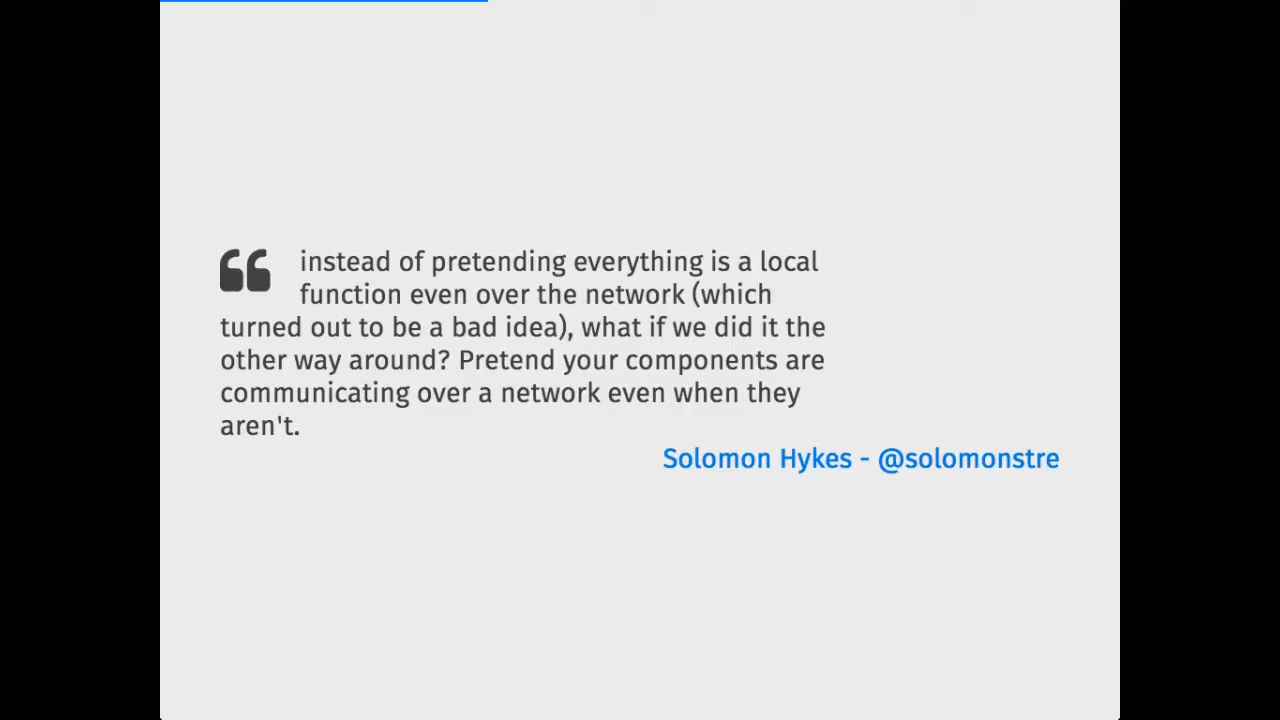 instead of pretending everything is a local
function even over the network (which
turned out to be a bad idea), what if we did it the
other way around? Pretend your components are
communicating over a network even when they
aren't.
Solomon Hykes - @solomonstre